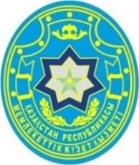 ҚАЗАҚСТАН РЕСПУБЛИКАСЫ
МЕМЛЕКЕТТІК КҮЗЕТ ҚЫЗМЕТІ